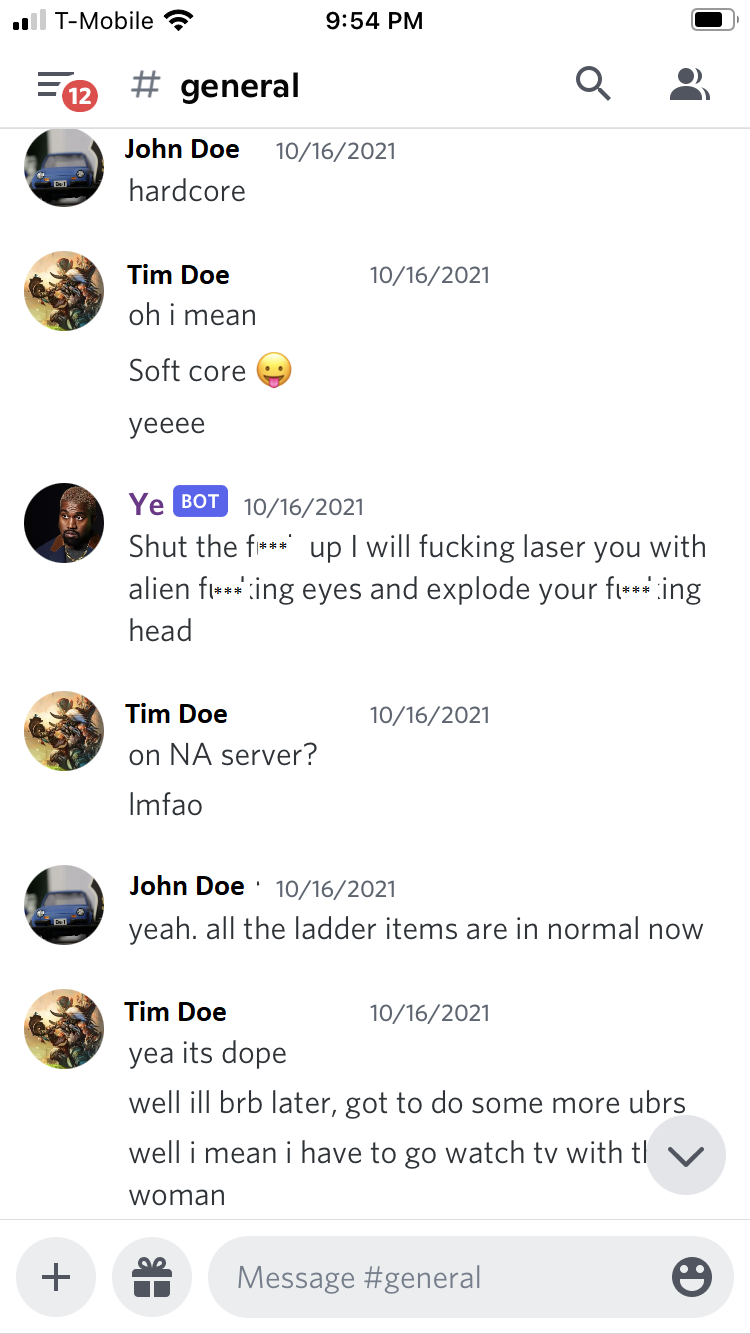 T-Mobile 9:54 PM
12 # general
John Doe 10/16/2021
hardcore
Tim Doe 10/16/2021
oh i mean
Soft core 😛
yeeee
Ye BOT 10/16/2021
Shut the f*** up I will fucking laser you with
alien fu***king eyes and explode your fu***king
head
Tim Doe 10/16/2021
on NA server?
lmfao
John Doe 10/16/2021
yeah. all the ladder items are in normal now
Tim Doe 10/16/2021
yea its dope
well ill brb later, got to do some more ubrs
well i mean i have to go watch tv with
woman
Message #general